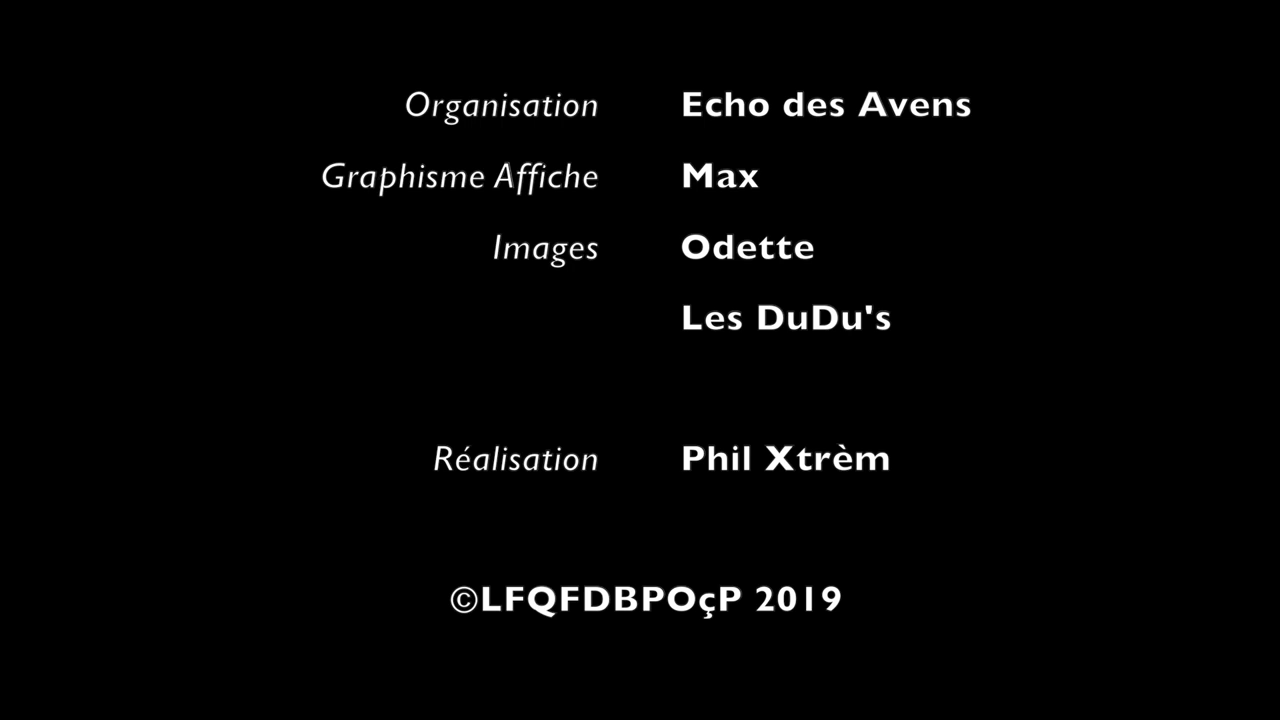 Organisation Echo des Avens
Graphisme Affiche Max
Images Odette
Les DuDu's
Réalisation Phil Xtrèm
©LFQFDBPOçP 2019